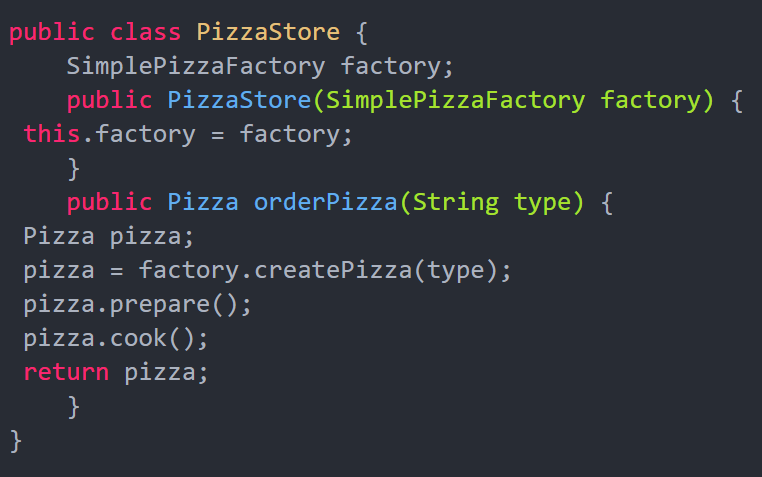 public class PizzaStore {
    SimplePizzaFactory factory;
    public PizzaStore(SimplePizzaFactory factory) {
 this.factory = factory;
    }
    public Pizza orderPizza(String type) {
 Pizza pizza;
 pizza = factory.createPizza(type);
 pizza.prepare();
 pizza.cook();
 return pizza;
    }
}